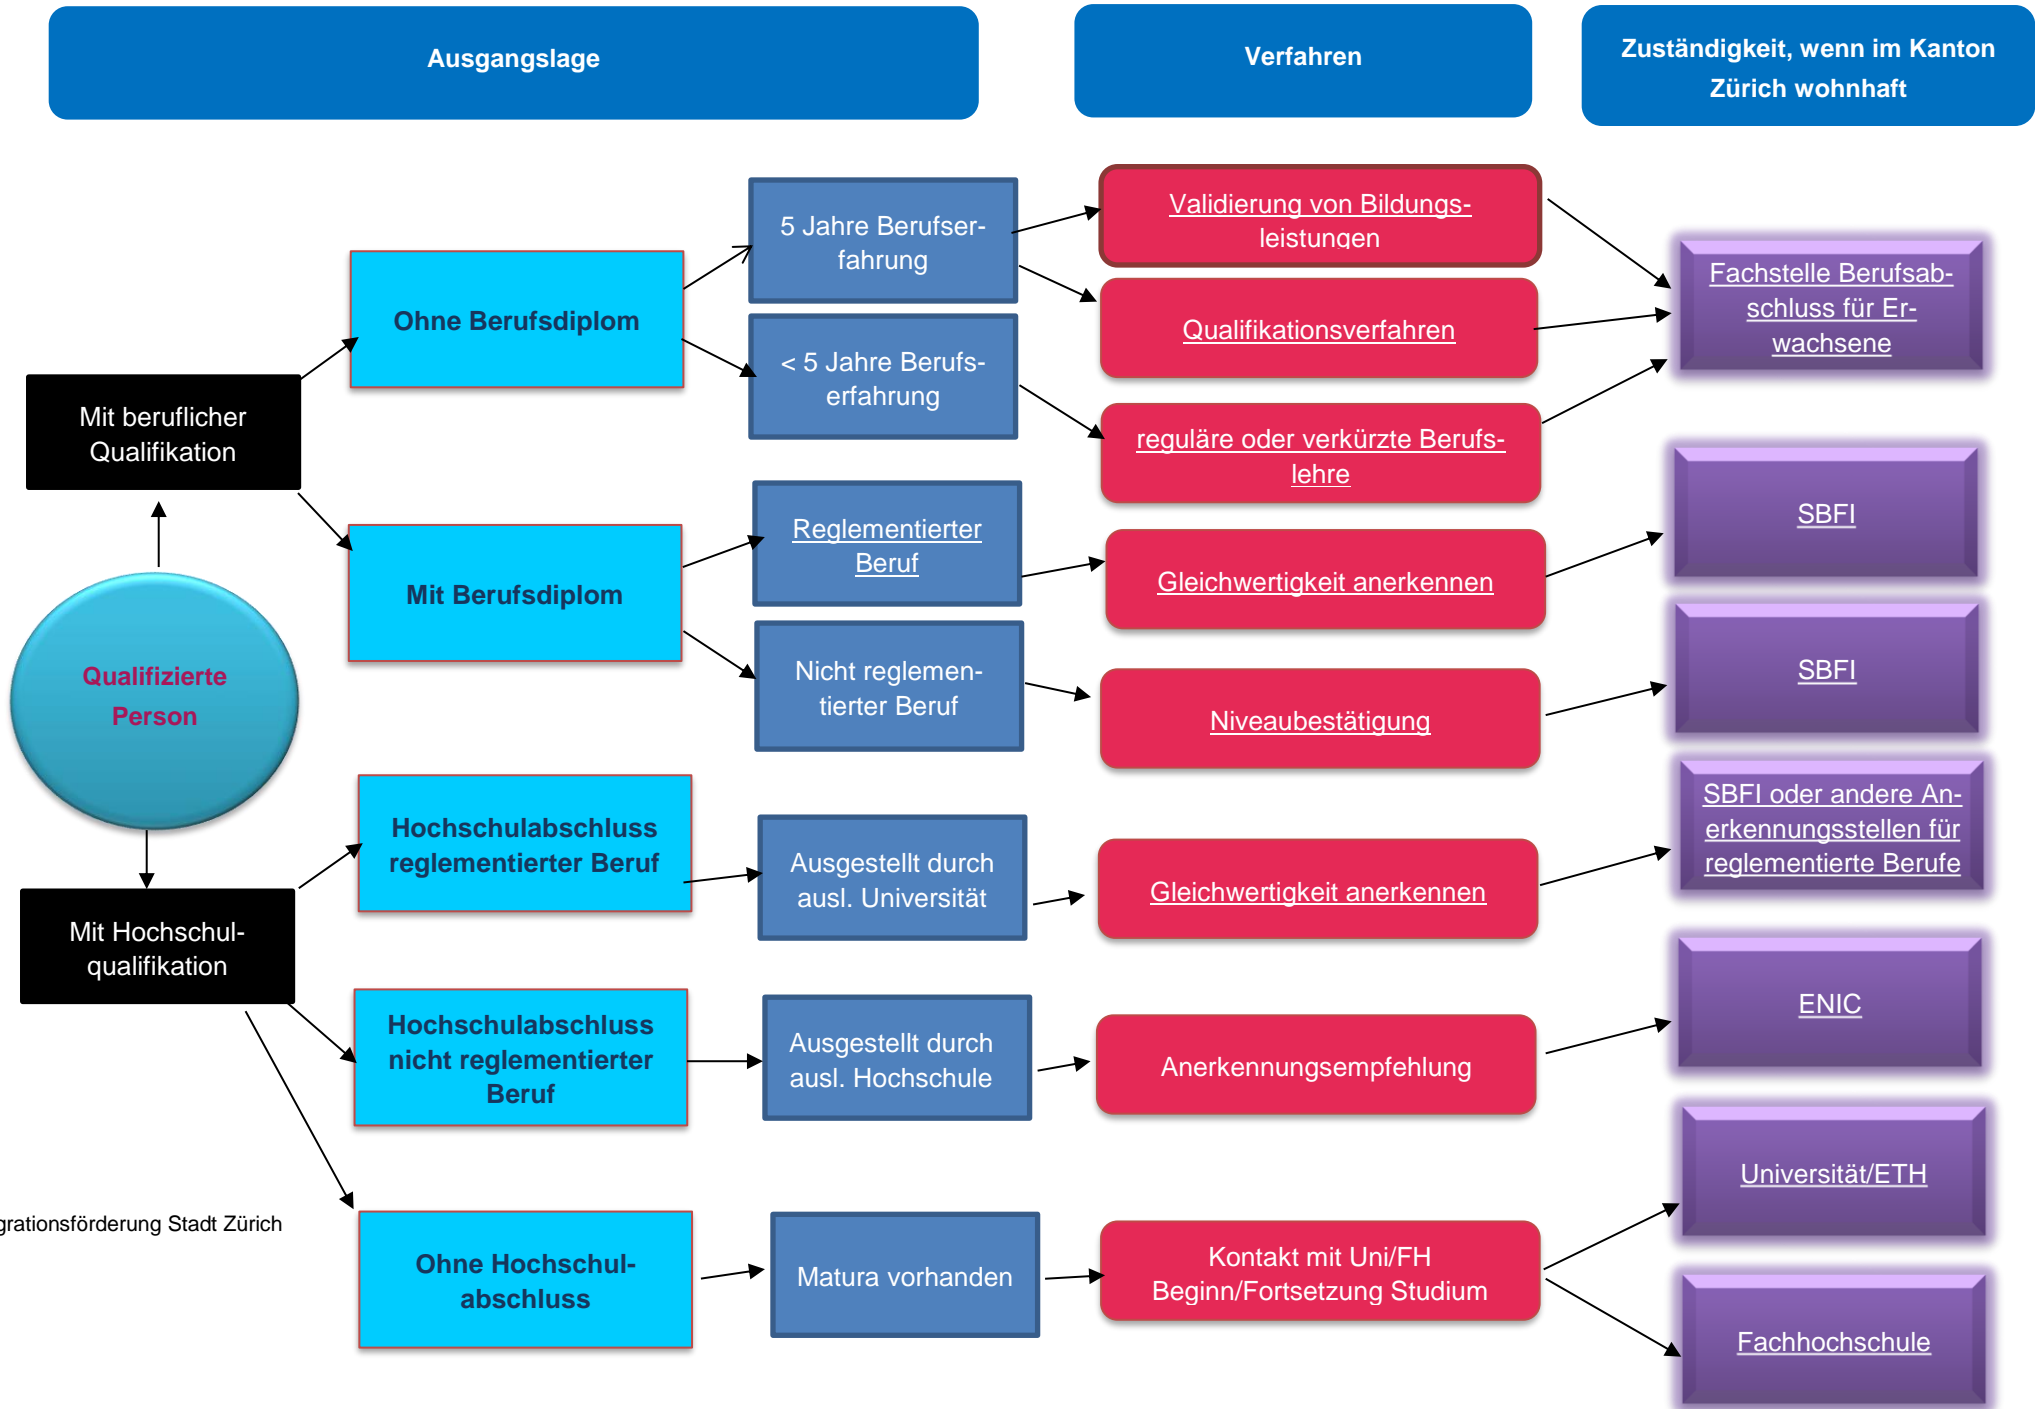 Ausgangslage
Verfahren
Zuständigkeit, wenn im Kanton
Zürich wohnhaft
Qualifizierte
Person
Mit beruflicher
Qualifikation
Ohne Berufsdiplom
5 Jahre Berufser-
fahrung
Validierung von Bildungs-
leistungen
Qualifikationsverfahren
Fachstelle Berufsab-
schluss für Er-
wachsene
< 5 Jahre Berufs-
erfahrung
reguläre oder verkürzte Berufs-
lehre
Mit Berufsdiplom
Reglementierter
Beruf
Gleichwertigkeit anerkennen
SBFI
Nicht reglemen-
tierter Beruf
Niveaubestätigung
SBFI
Mit Hochschul-
qualifikation
Hochschulabschluss
reglementierter Beruf
Ausgestellt durch
ausl. Universität
Gleichwertigkeit anerkennen
SBFI oder andere An-
erkennungsstellen für
reglementierte Berufe
Hochschulabschluss
nicht reglementierter
Beruf
Ausgestellt durch
ausl. Hochschule
Anerkennungsempfehlung
ENIC
Ohne Hochschul-
abschluss
Matura vorhanden
Kontakt mit Uni/FH
Beginn/Fortsetzung Studium
Universität/ETH
Fachhochschule
grationsförderung Stadt Zürich